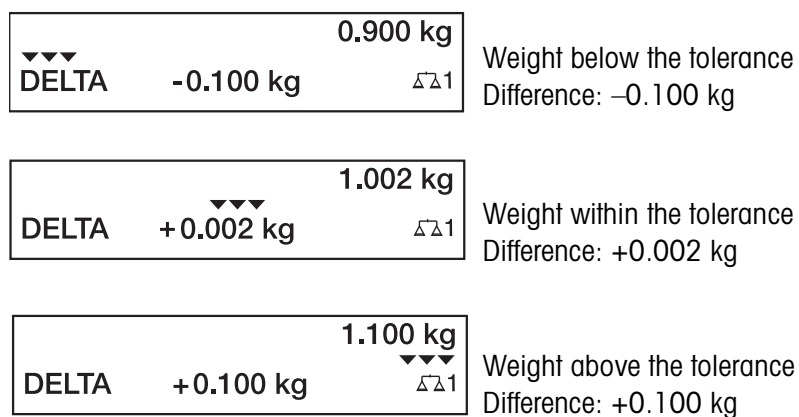 0.900 kg
DELTA -0.100 kg 1
Weight below the tolerance
Difference: –0.100 kg
1.002 kg
DELTA +0.002 kg 1
Weight within the tolerance
Difference: +0.002 kg
1.100 kg
DELTA +0.100 kg 1
Weight above the tolerance
Difference: +0.100 kg